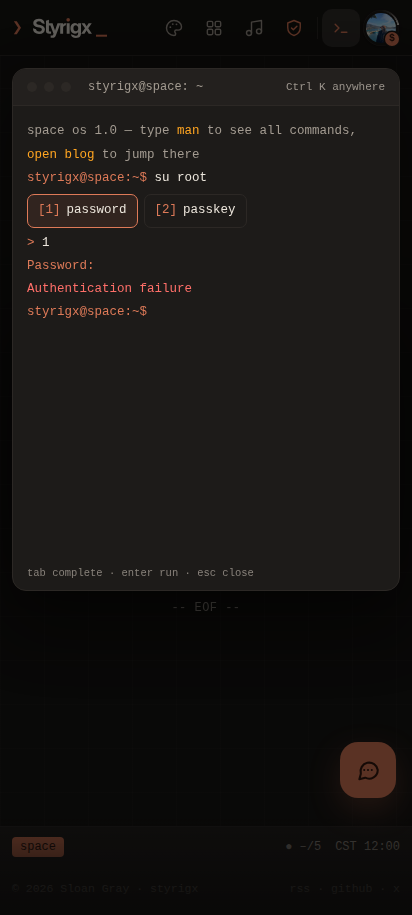 ❯ Styrigx _
$
styrigx@space: ~ Ctrl K anywhere
space os 1.0 — type man to see all commands,
open blog to jump there
styrigx@space:~$ su root
[1] password [2] passkey
> 1
Password:
Authentication failure
styrigx@space:~$
tab complete · enter run · esc close
-- EOF --
space ● –/5 CST 12:00
© 2026 Sloan Gray · styrigx rss · github · x